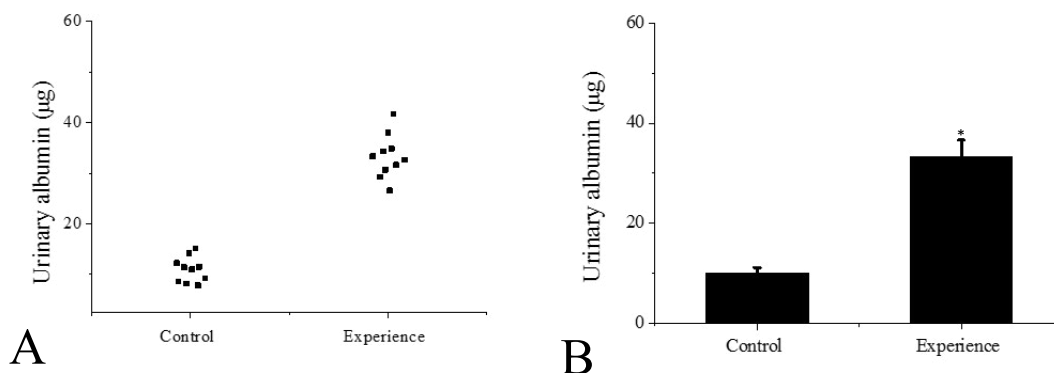 60
40
20
Urinary albumin (μg)
Control
Experience
A
60
40
20
0
Urinary albumin (μg)
*
Control
Experience
B